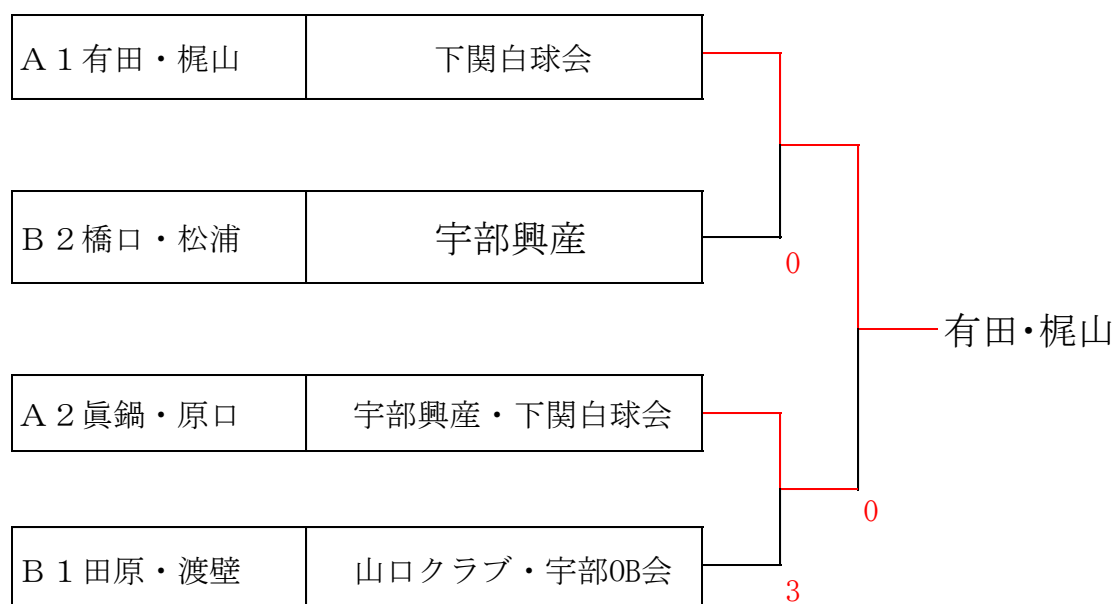 A１有田・梶山 下関白球会
B２橋口・松浦 宇部興産
0
有田・梶山
A２眞鍋・原口 宇部興産・下関白球会
0
B１田原・渡壁 山口クラブ・宇部OB会
3